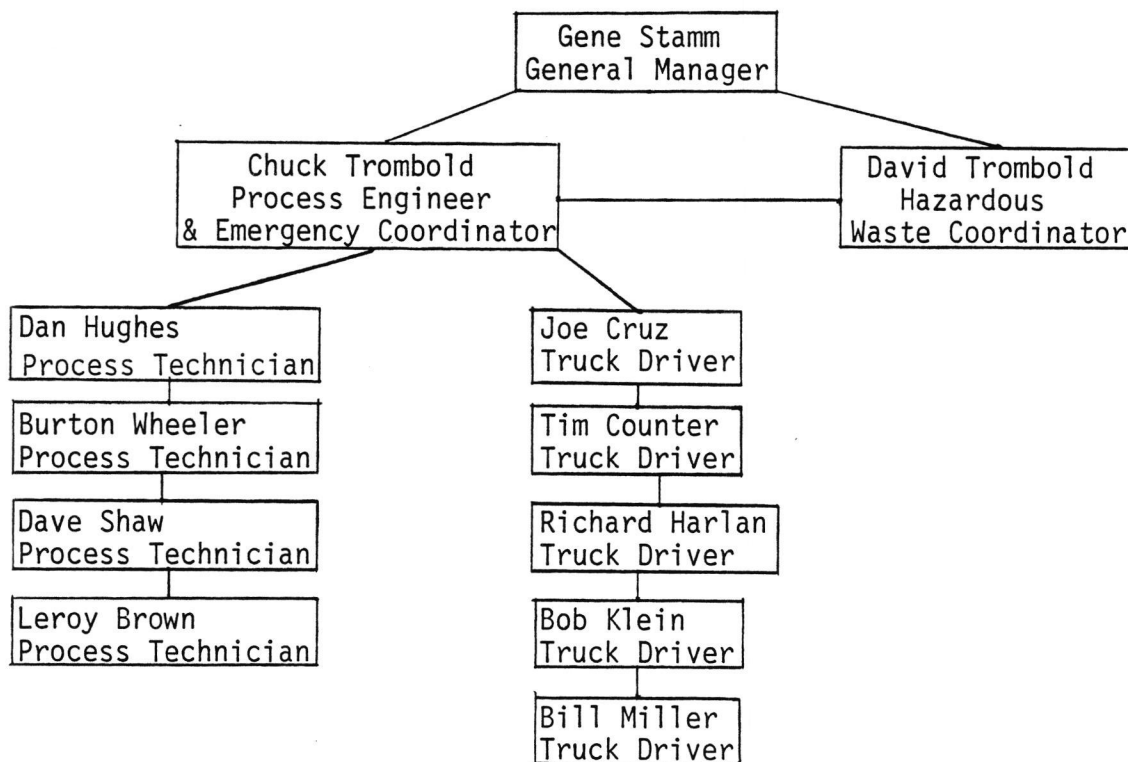 Gene Stamm
General Manager
Chuck Trombold
Process Engineer
& Emergency Coordinator
David Trombold
Hazardous
Waste Coordinator
Dan Hughes
Process Technician
Burton Wheeler
Process Technician
Dave Shaw
Process Technician
Leroy Brown
Process Technician
Joe Cruz
Truck Driver
Tim Counter
Truck Driver
Richard Harlan
Truck Driver
Bob Klein
Truck Driver
Bill Miller
Truck Driver